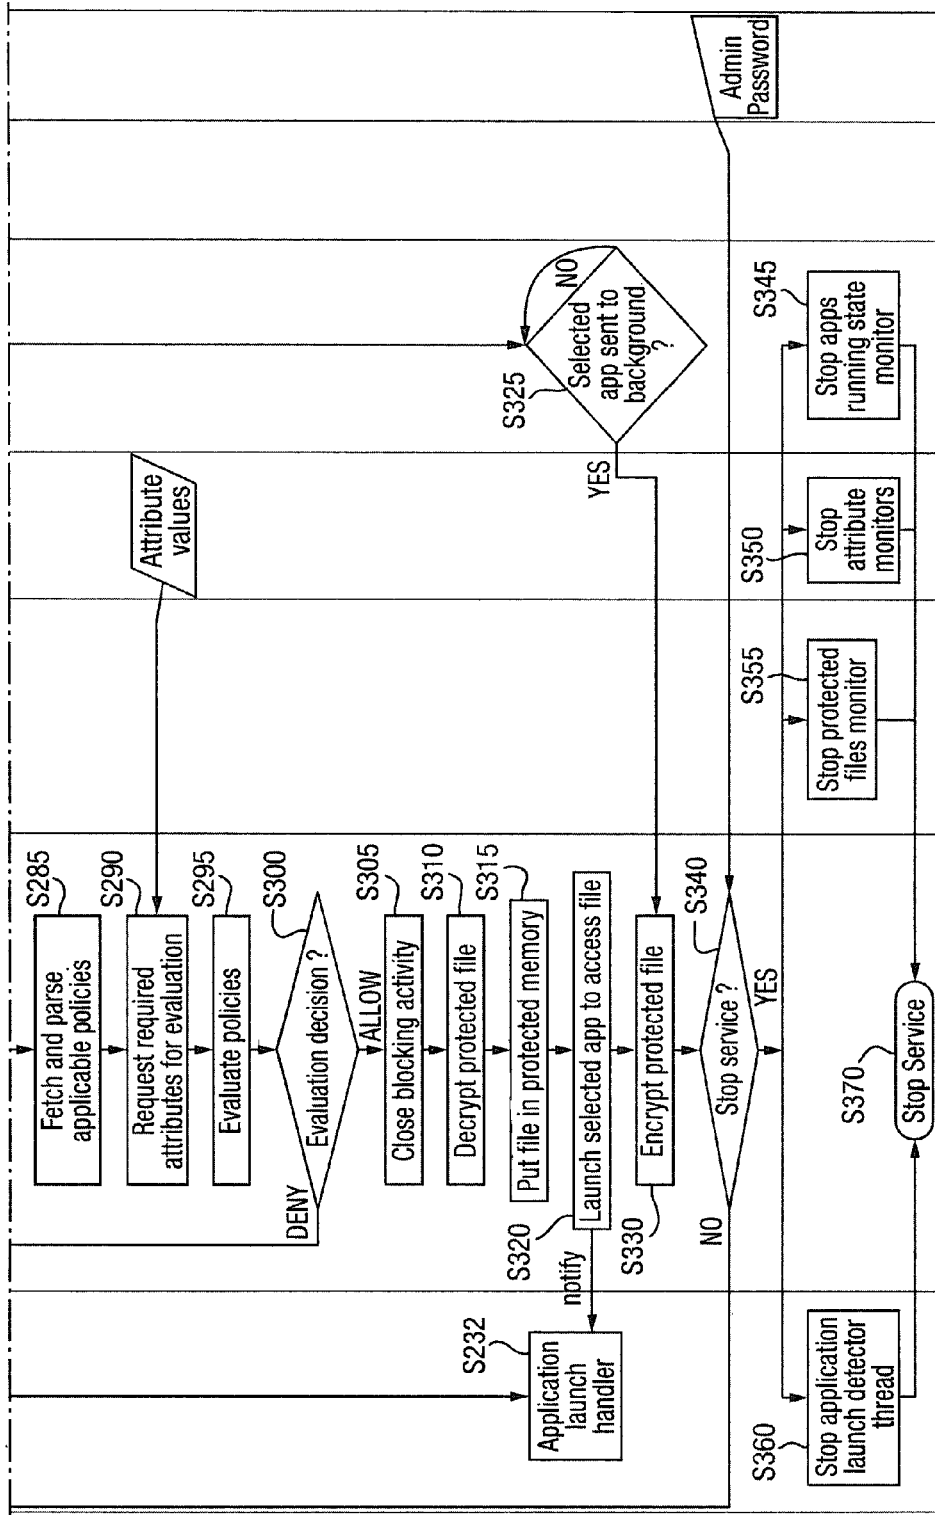 Fetch and parse
applicable policies
S285
Request required
attributes for evaluation
S290
Attribute
values
Evaluate policies
S295
Evaluation decision ?
S300
DENY
ALLOW
Close blocking activity
S305
Decrypt protected file
S310
Put file in protected memory
S315
Launch selected app to access file
S320
notify
Application
launch
handler
S232
Selected
app sent to
background
?
S325
NO
YES
Encrypt protected file
S330
Admin
Password
Stop service ?
S340
NO
YES
Stop application
launch detector
thread
S360
Stop protected
files monitor
S355
Stop
attribute
monitors
S350
Stop apps
running state
monitor
S345
Stop Service
S370